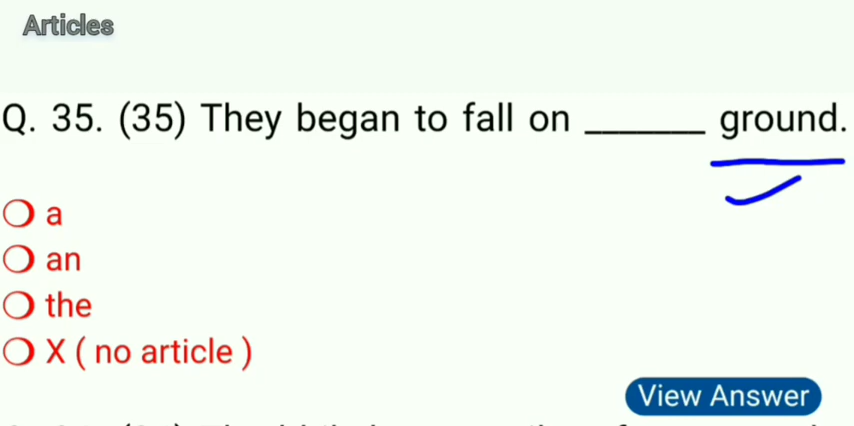 Articles
Q. 35. (35) They began to fall on ______ ground.
a
an
the
X ( no article )
View Answer